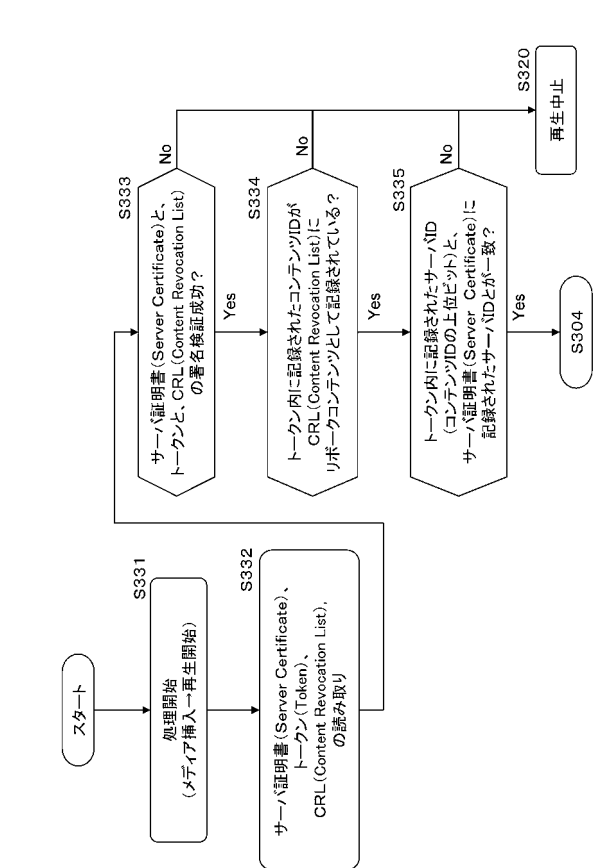 スタート
S331
処理開始
(メディア挿入→再生開始)
S332
サーバ証明書(Server Certificate)、
トークン(Token)、
CRL(Content Revocation List)、
の読み取り
S333
サーバ証明書(Server Certificate)と、
トークンと、CRL(Content Revocation List)
の署名検証成功？
No
Yes
S334
トークン内に記録されたコンテンツIDが
CRL(Content Revocation List)に
リボークコンテンツとして記録されている？
No
Yes
S335
トークン内に記録されたサーバID
(コンテンツIDの上位ビット)と、
サーバ証明書(Server Certificate)に
記録されたサーバIDとが一致？
No
Yes
S304
S320
再生中止